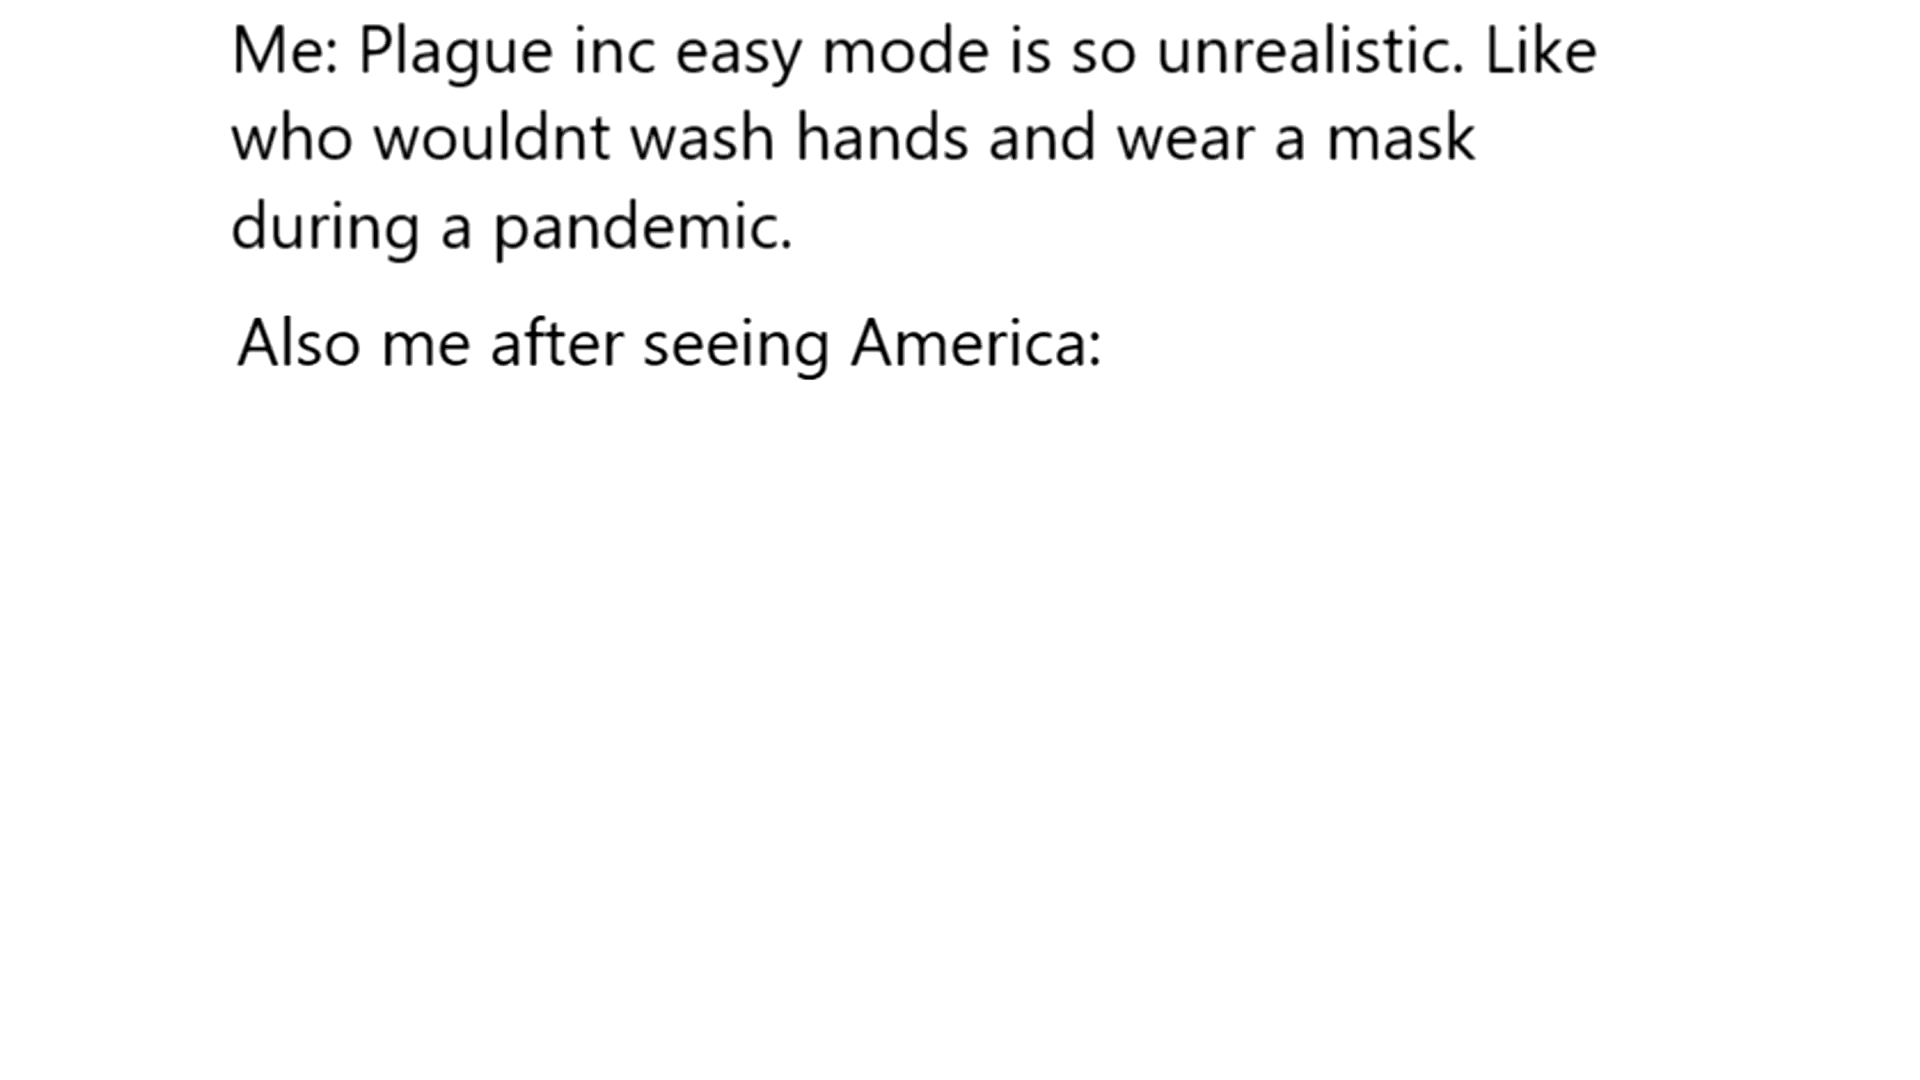 Me: Plague inc easy mode is so unrealistic. Like
who wouldnt wash hands and wear a mask
during a pandemic.
Also me after seeing America: